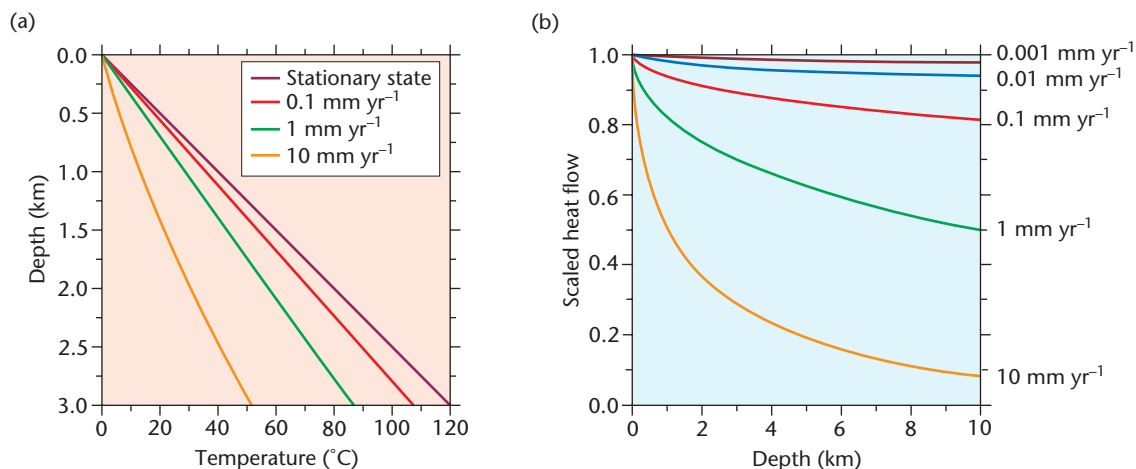 (a)
0.0
0.5
1.0
1.5
2.0
2.5
3.0
Depth (km)
0
20
40
60
80
100
120
Temperature (˚C)
Stationary state
0.1 mm yr⁻¹
1 mm yr⁻¹
10 mm yr⁻¹
(b)
1.0
0.8
0.6
0.4
0.2
0.0
Scaled heat flow
0
2
4
6
8
10
Depth (km)
0.001 mm yr⁻¹
0.01 mm yr⁻¹
0.1 mm yr⁻¹
1 mm yr⁻¹
10 mm yr⁻¹